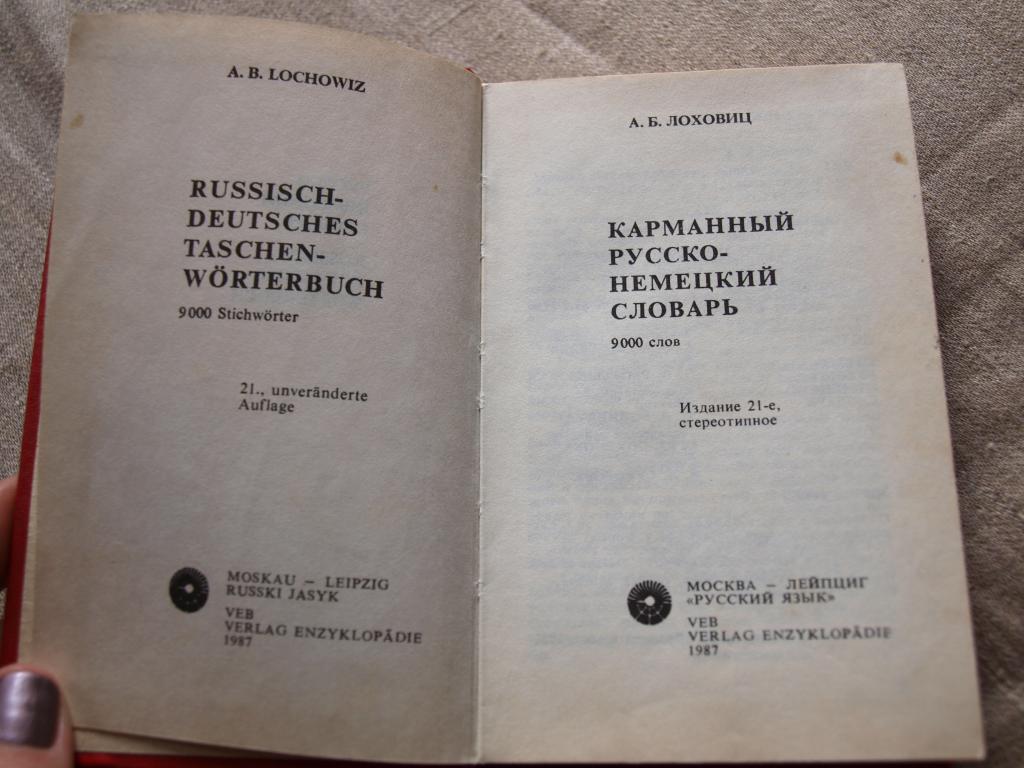 A. B. LOCHOWIZ
RUSSISCH-
DEUTSCHES
TASCHEN-
WÖRTERBUCH
9000 Stichwörter
21., unveränderte
Auflage
MOSKAU – LEIPZIG
RUSSKI JASYK
VEB
VERLAG ENZYKLOPÄDIE
1987
А. Б. ЛОХОВИЦ
КАРМАННЫЙ
РУССКО-
НЕМЕЦКИЙ
СЛОВАРЬ
9000 слов
Издание 21-е,
стереотипное
МОСКВА – ЛЕЙПЦИГ
«РУССКИЙ ЯЗЫК»
VEB
VERLAG ENZYKLOPÄDIE
1987